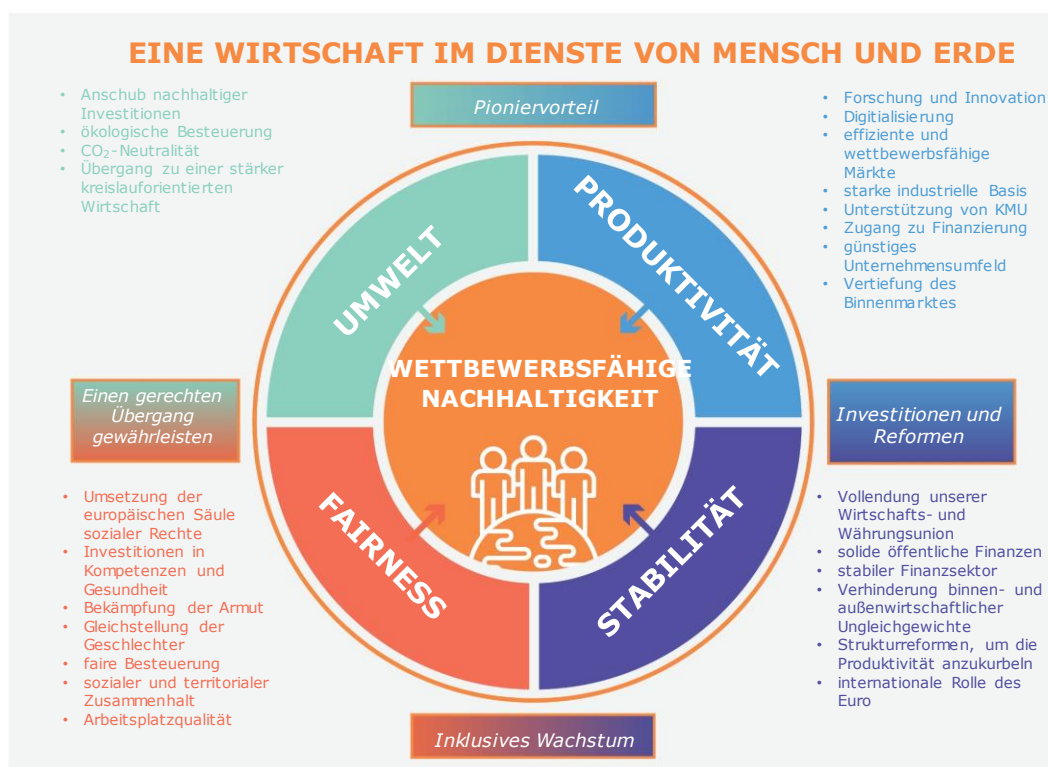 EINE WIRTSCHAFT IM DIENSTE VON MENSCH UND ERDE
• Anschub nachhaltiger
Investitionen
• ökologische Besteuerung
• CO₂-Neutralität
• Übergang zu einer stärker
kreislauforientierten
Wirtschaft
Pioniervorteil
• Forschung und Innovation
• Digitialisierung
• effiziente und
wettbewerbsfähige
Märkte
• starke industrielle Basis
• Unterstützung von KMU
• Zugang zu Finanzierung
• günstiges
Unternehmensumfeld
• Vertiefung des
Binnenmarktes
UMWELT
PRODUKTIVITÄT
WETTBEWERBSFÄHIGE
NACHHALTIGKEIT
Einen gerechten
Übergang
gewährleisten
Investitionen und
Reformen
FAIRNESS
STABILITÄT
• Umsetzung der
europäischen Säule
sozialer Rechte
• Investitionen in
Kompetenzen und
Gesundheit
• Bekämpfung der Armut
• Gleichstellung der
Geschlechter
• faire Besteuerung
• sozialer und territorialer
Zusammenhalt
• Arbeitsplatzqualität
• Vollendung unserer
Wirtschafts- und
Währungsunion
• solide öffentliche Finanzen
• stabiler Finanzsektor
• Verhinderung binnen- und
außenwirtschaftlicher
Ungleichgewichte
• Strukturreformen, um die
Produktivität anzukurbeln
• internationale Rolle des
Euro
Inklusives Wachstum